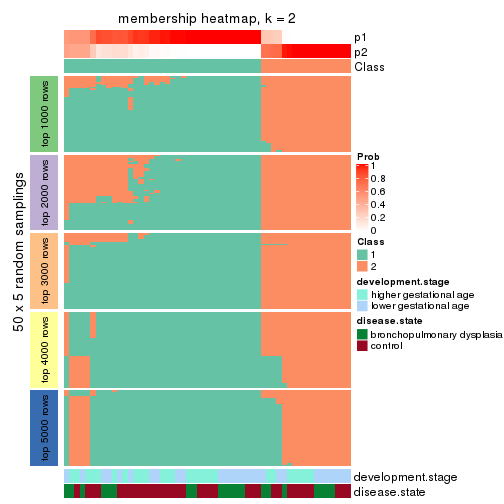 membership heatmap, k = 2
p1
p2
Class
50 x 5 random samplings
top 1000 rows
top 2000 rows
top 3000 rows
top 4000 rows
top 5000 rows
Prob
1
0.8
0.6
0.4
0.2
0
Class
1
2
development.stage
higher gestational age
lower gestational age
disease.state
bronchopulmonary dysplasia
control
development.stage
disease.state